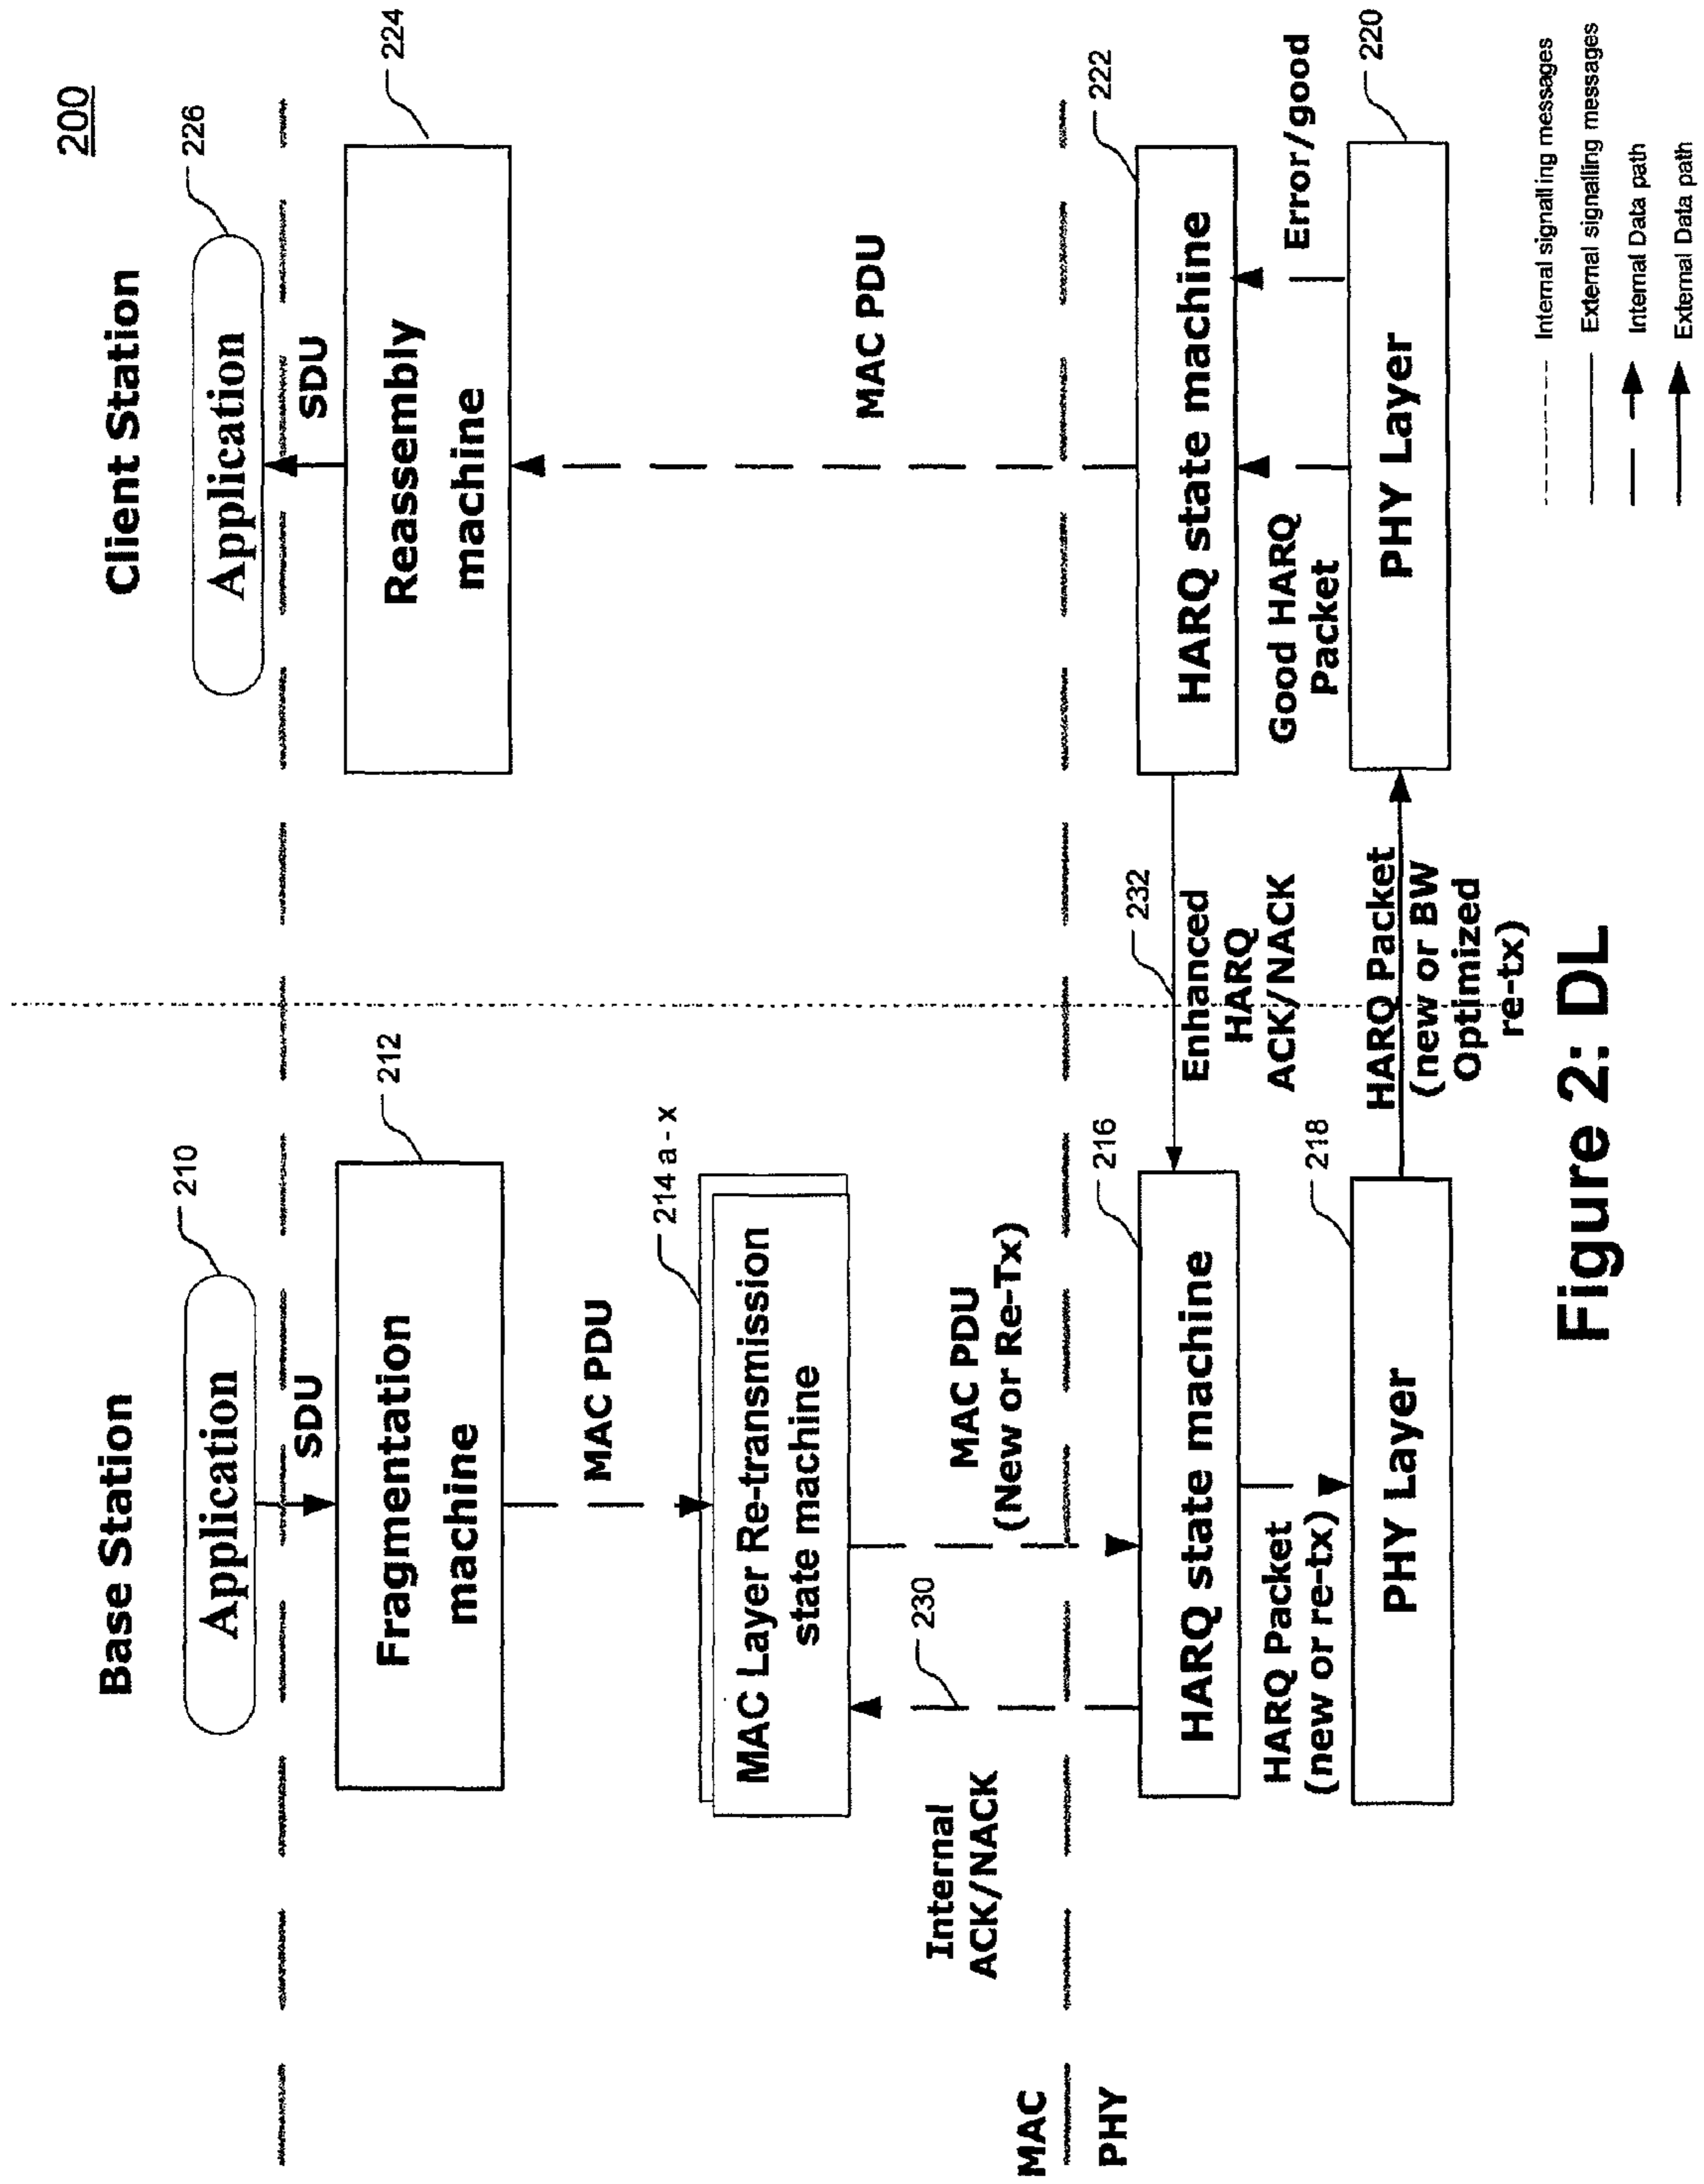 200
Base Station
Client Station
210
226
Application
Application
SDU
SDU
212
224
Fragmentation
machine
Reassembly
machine
MAC PDU
214 a - x
MAC Layer Re-transmission
state machine
MAC PDU
Internal
ACK/NACK
230
MAC PDU
(New or Re-Tx)
MAC
PHY
216
232
222
HARQ state machine
Enhanced
HARQ
ACK/NACK
HARQ state machine
HARQ Packet
(new or re-tx)
Good HARQ
Packet
Error/good
218
220
PHY Layer
HARQ Packet
(new or BW
Optimized
re-tx)
PHY Layer
Internal signalling messages
External signalling messages
Internal Data path
External Data path
Figure 2: DL